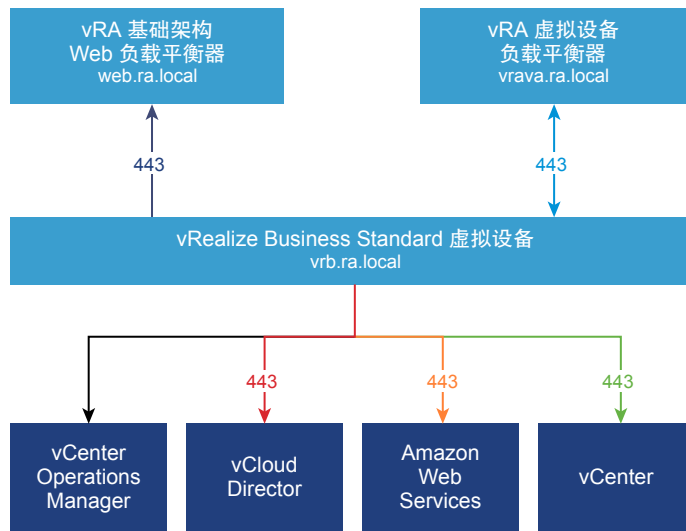 vRA 基础架构
Web 负载平衡器
web.ra.local
vRA 虚拟设备
负载平衡器
vrava.ra.local
443
443
vRealize Business Standard 虚拟设备
vrb.ra.local
443
443
443
vCenter
Operations
Manager
vCloud
Director
Amazon
Web
Services
vCenter